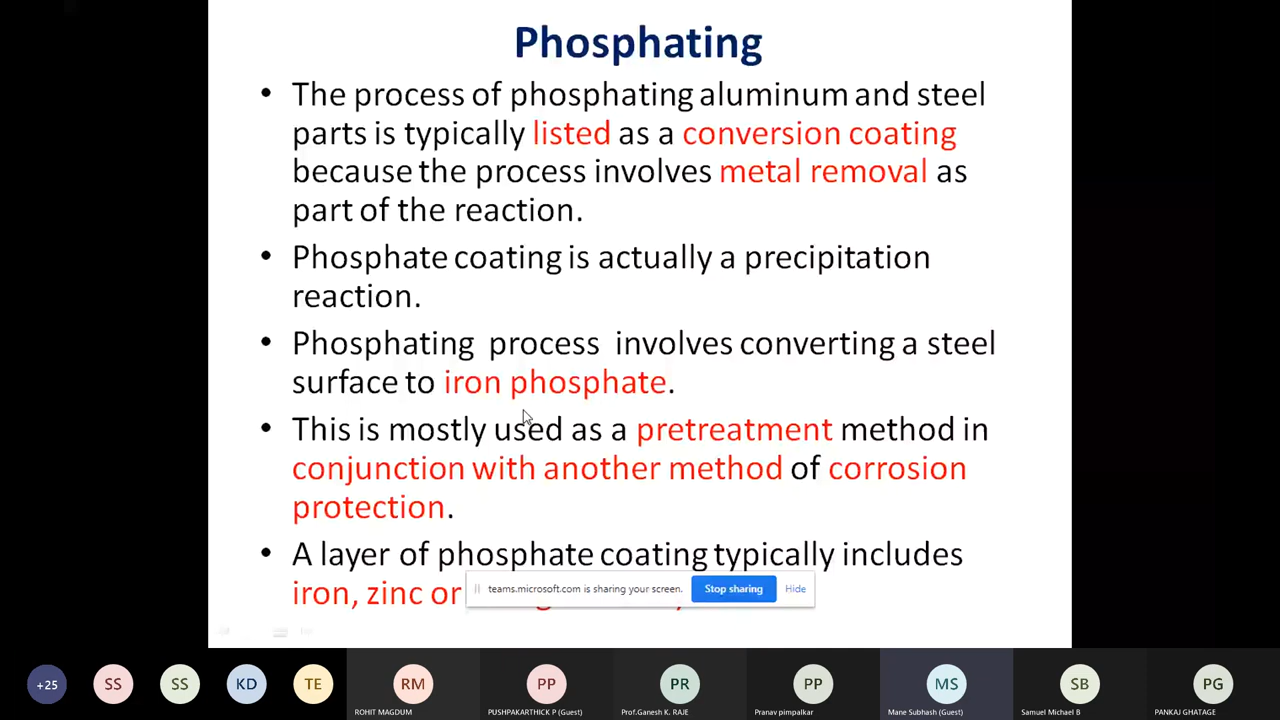 Phosphating
• The process of phosphating aluminum and steel
parts is typically listed as a conversion coating
because the process involves metal removal as
part of the reaction.
• Phosphate coating is actually a precipitation
reaction.
• Phosphating process involves converting a steel
surface to iron phosphate.
• This is mostly used as a pretreatment method in
conjunction with another method of corrosion
protection.
• A layer of phosphate coating typically includes
iron, zinc or
teams.microsoft.com is sharing your screen. Stop sharing Hide
+25 SS SS KD TE RM PP PR PP MS SB PG
ROHIT MAGDUM PUSHPAKARTHICK P (Guest) Prof.Ganesh K. RAJE Pranav pimpalkar Mane Subhash (Guest) Samuel Michael B PANKAJ GHATAGE